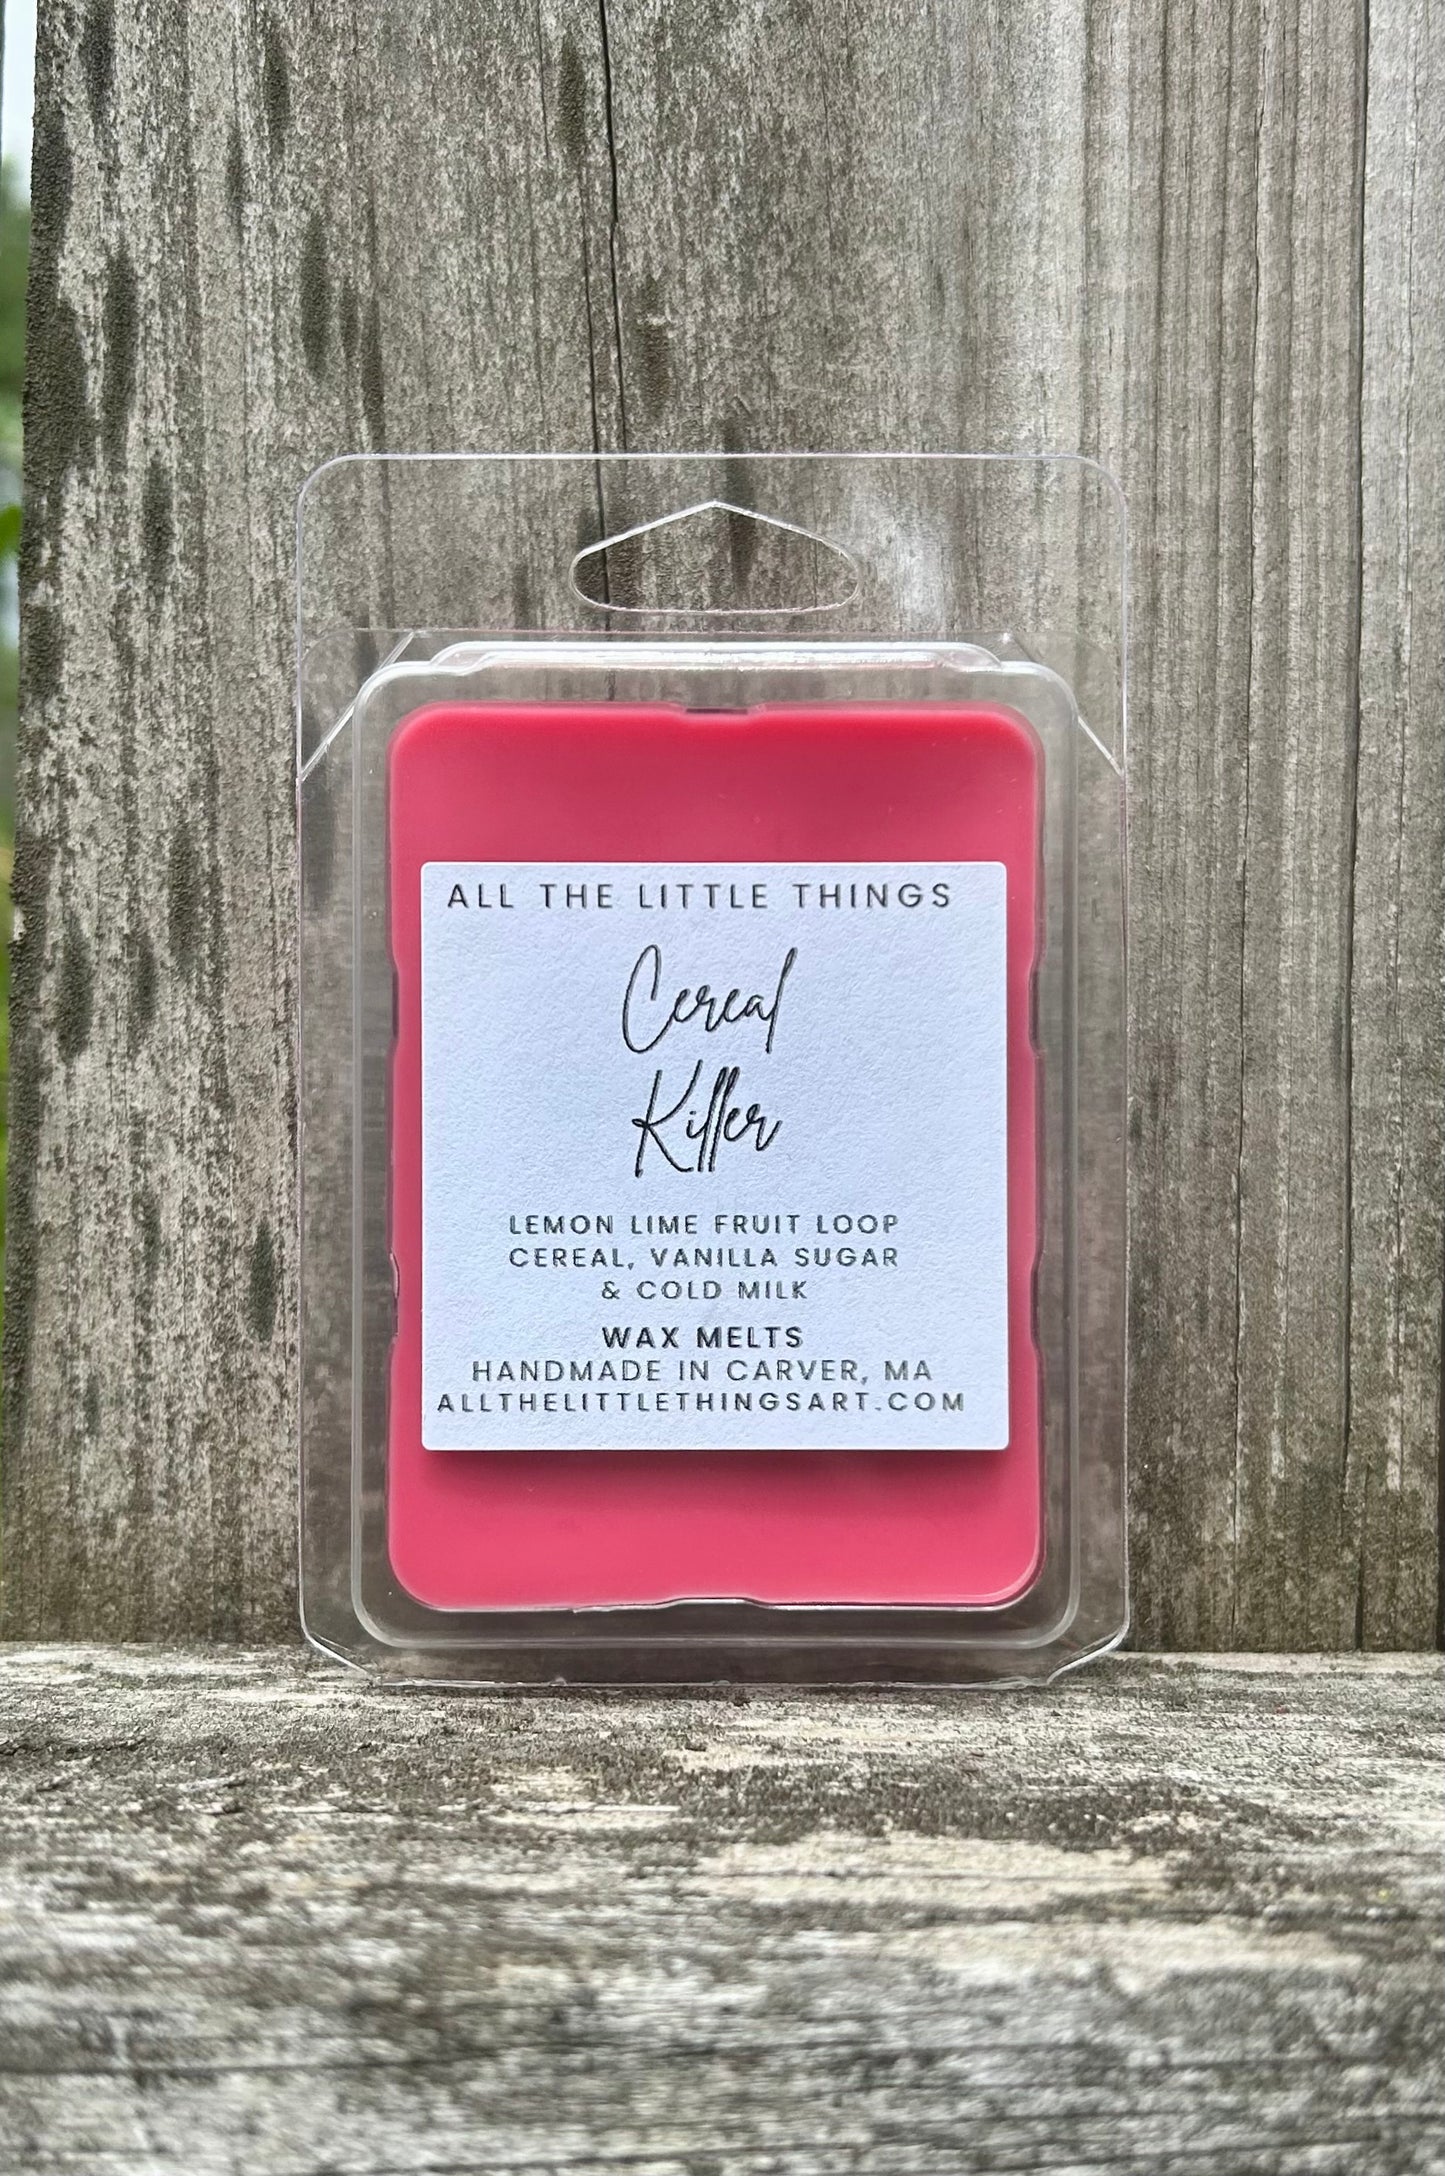 ALL THE LITTLE THINGS
Cereal
Killer
LEMON LIME FRUIT LOOP
CEREAL, VANILLA SUGAR
& COLD MILK
WAX MELTS
HANDMADE IN CARVER, MA
ALLTHELITTLETHINGSART.COM